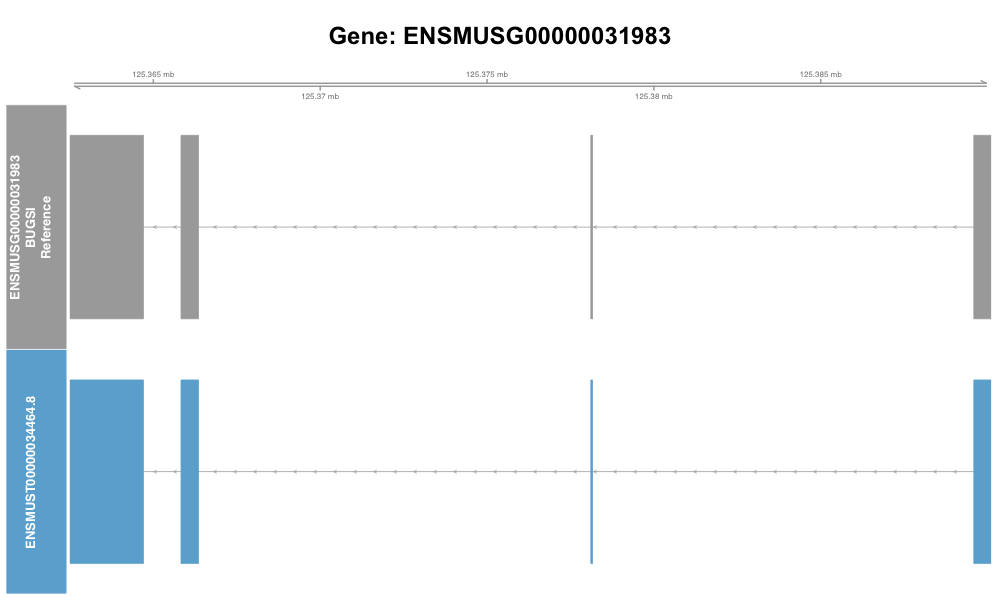 Gene: ENSMUSG00000031983
125.365 mb
125.375 mb
125.385 mb
125.37 mb
125.38 mb
ENSMUSG00000031983
BUGSI
Reference
ENSMUST00000034464.8